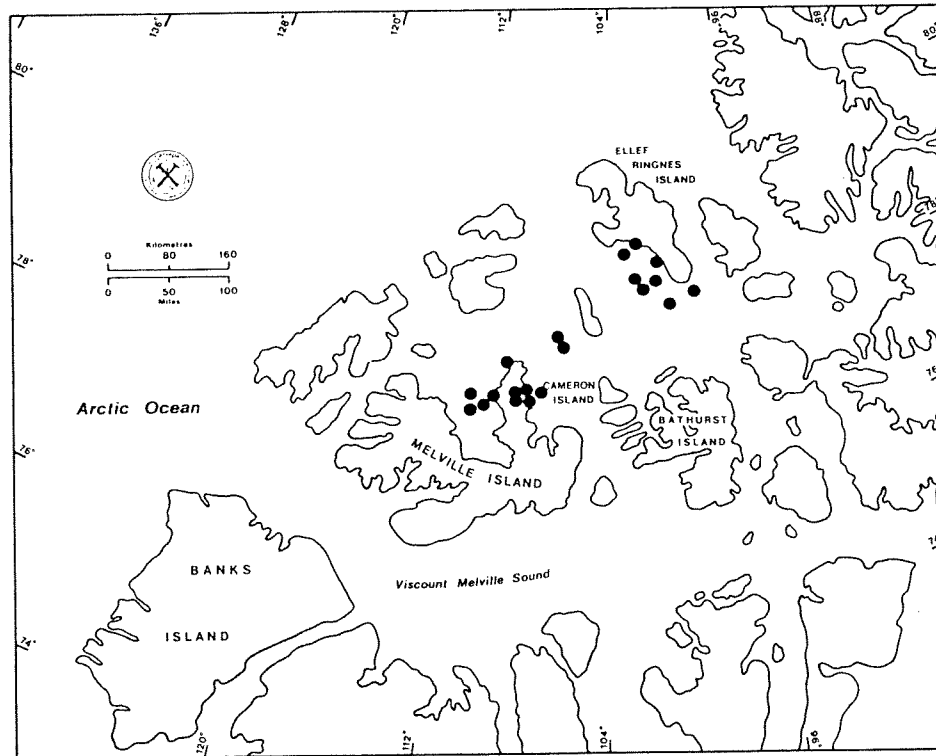 136°
120°
112°
104°
96°
88°
80°
80°
ELLEF
RINGNES
ISLAND
78°
Kilometres
0 80 160
0 50 100
Miles
78°
76°
CAMERON
ISLAND
Arctic Ocean
BATHURST
ISLAND
MELVILLE ISLAND
76°
BANKS
ISLAND
Viscount Melville Sound
74°
120°
112°
104°
96